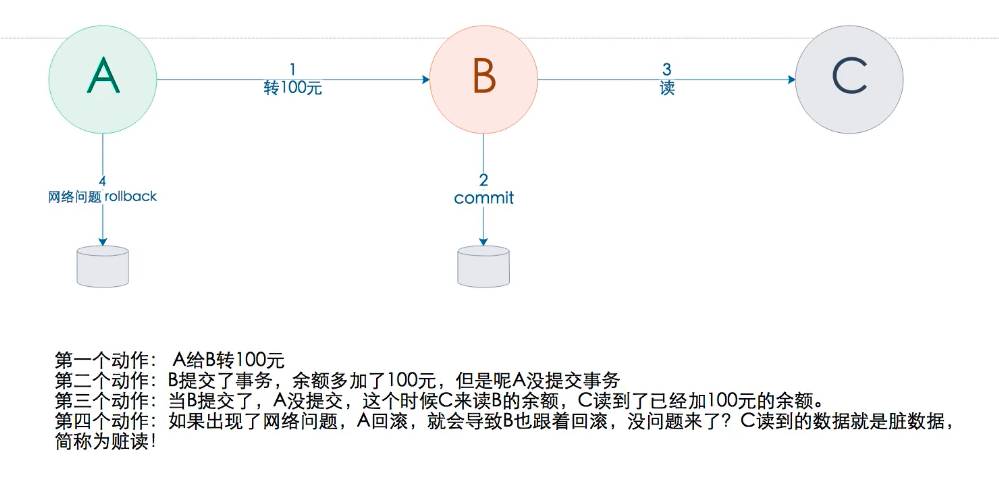 A
B
C
1
转100元
3
读
4
网络问题 rollback
2
commit
第一个动作： A给B转100元
第二个动作：B提交了事务，余额多加了100元，但是呢A没提交事务
第三个动作：当B提交了，A没提交，这个时候C来读B的余额，C读到了已经加100元的余额。
第四个动作：如果出现了网络问题，A回滚，就会导致B也跟着回滚，没问题来了？C读到的数据就是脏数据，
简称为赃读！